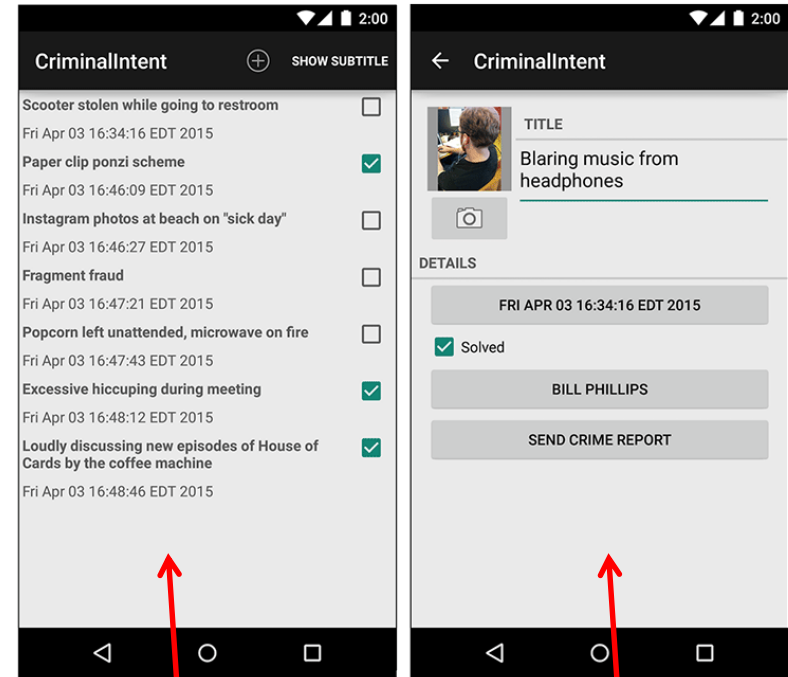 2:00
CriminalIntent
SHOW SUBTITLE
Scooter stolen while going to restroom
Fri Apr 03 16:34:16 EDT 2015
Paper clip ponzi scheme
Fri Apr 03 16:46:09 EDT 2015
Instagram photos at beach on "sick day"
Fri Apr 03 16:46:27 EDT 2015
Fragment fraud
Fri Apr 03 16:47:21 EDT 2015
Popcorn left unattended, microwave on fire
Fri Apr 03 16:47:43 EDT 2015
Excessive hiccuping during meeting
Fri Apr 03 16:48:12 EDT 2015
Loudly discussing new episodes of House of
Cards by the coffee machine
Fri Apr 03 16:48:46 EDT 2015
2:00
CriminalIntent
TITLE
Blaring music from
headphones
DETAILS
FRI APR 03 16:34:16 EDT 2015
Solved
BILL PHILLIPS
SEND CRIME REPORT